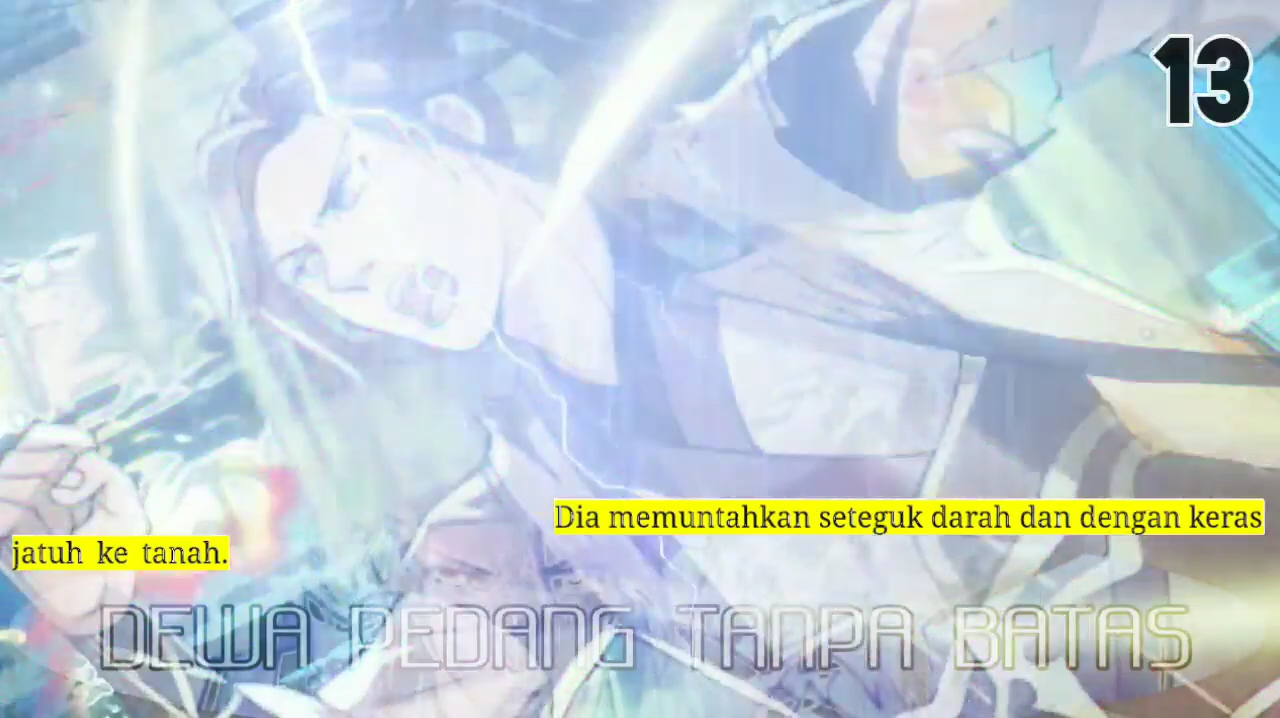 13
Dia memuntahkan seteguk darah dan dengan keras
jatuh ke tanah.
DEWA PEDANG TANPA BATAS